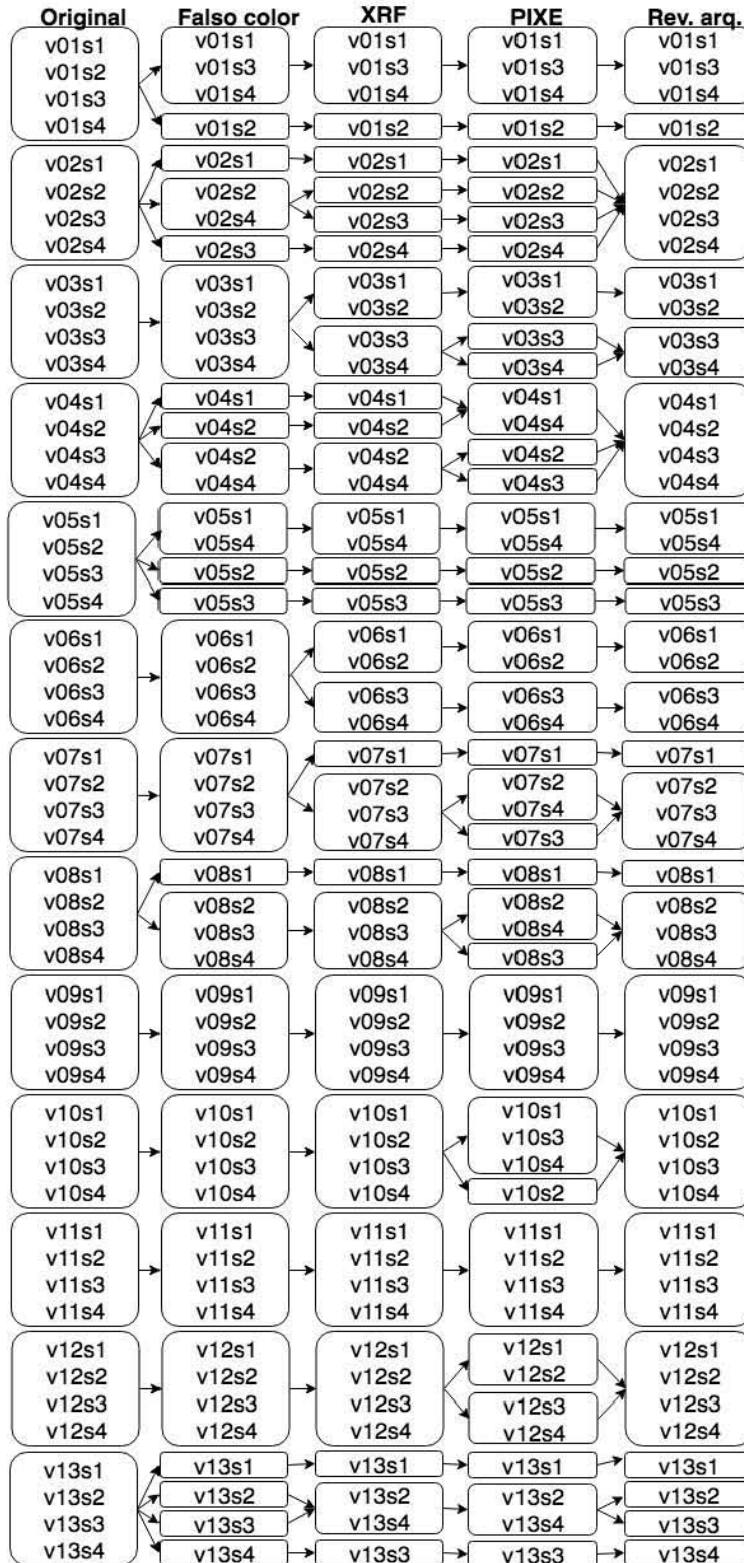 Original
Falso color
XRF
PIXE
Rev. arq.
v01s1
v01s2
v01s3
v01s4
v01s1
v01s3
v01s4
v01s2
v01s1
v01s3
v01s4
v01s2
v01s1
v01s3
v01s4
v01s2
v01s1
v01s3
v01s4
v01s2
v02s1
v02s2
v02s3
v02s4
v02s1
v02s2
v02s4
v02s3
v02s1
v02s2
v02s3
v02s4
v02s1
v02s2
v02s3
v02s4
v02s1
v02s2
v02s3
v02s4
v03s1
v03s2
v03s3
v03s4
v03s1
v03s2
v03s3
v03s4
v03s1
v03s2
v03s3
v03s4
v03s1
v03s2
v03s3
v03s4
v03s1
v03s2
v03s3
v03s4
v04s1
v04s2
v04s3
v04s4
v04s1
v04s2
v04s2
v04s4
v04s1
v04s2
v04s2
v04s4
v04s1
v04s4
v04s2
v04s3
v04s1
v04s2
v04s3
v04s4
v05s1
v05s2
v05s3
v05s4
v05s1
v05s4
v05s2
v05s3
v05s1
v05s4
v05s2
v05s3
v05s1
v05s4
v05s2
v05s3
v05s1
v05s4
v05s2
v05s3
v06s1
v06s2
v06s3
v06s4
v06s1
v06s2
v06s3
v06s4
v06s1
v06s2
v06s3
v06s4
v06s1
v06s2
v06s3
v06s4
v06s1
v06s2
v06s3
v06s4
v07s1
v07s2
v07s3
v07s4
v07s1
v07s2
v07s3
v07s4
v07s1
v07s2
v07s3
v07s4
v07s1
v07s2
v07s4
v07s3
v07s1
v07s2
v07s3
v07s4
v08s1
v08s2
v08s3
v08s4
v08s1
v08s2
v08s3
v08s4
v08s1
v08s2
v08s3
v08s4
v08s1
v08s2
v08s4
v08s3
v08s1
v08s2
v08s3
v08s4
v09s1
v09s2
v09s3
v09s4
v09s1
v09s2
v09s3
v09s4
v09s1
v09s2
v09s3
v09s4
v09s1
v09s2
v09s3
v09s4
v09s1
v09s2
v09s3
v09s4
v10s1
v10s2
v10s3
v10s4
v10s1
v10s2
v10s3
v10s4
v10s1
v10s2
v10s3
v10s4
v10s1
v10s3
v10s4
v10s2
v10s1
v10s2
v10s3
v10s4
v11s1
v11s2
v11s3
v11s4
v11s1
v11s2
v11s3
v11s4
v11s1
v11s2
v11s3
v11s4
v11s1
v11s2
v11s3
v11s4
v11s1
v11s2
v11s3
v11s4
v12s1
v12s2
v12s3
v12s4
v12s1
v12s2
v12s3
v12s4
v12s1
v12s2
v12s3
v12s4
v12s1
v12s2
v12s3
v12s4
v12s1
v12s2
v12s3
v12s4
v13s1
v13s2
v13s3
v13s4
v13s1
v13s2
v13s3
v13s4
v13s1
v13s2
v13s4
v13s3
v13s1
v13s2
v13s4
v13s3
v13s1
v13s2
v13s3
v13s4